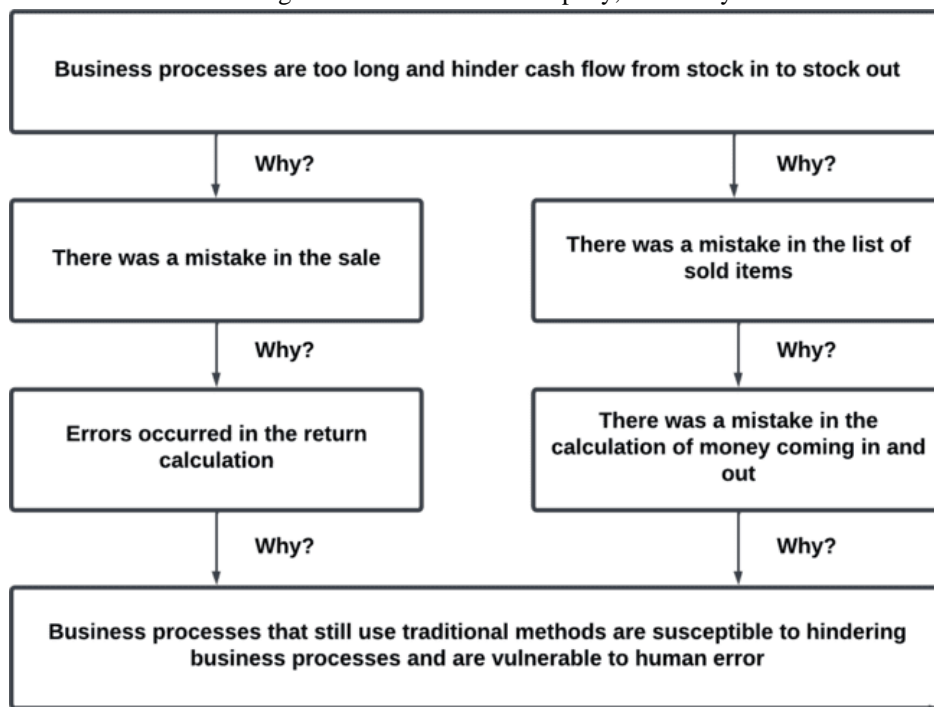 Business processes are too long and hinder cash flow from stock in to stock out
Why?
Why?
There was a mistake in the sale
There was a mistake in the list of
sold items
Why?
Why?
Errors occurred in the return
calculation
There was a mistake in the
calculation of money coming in and
out
Why?
Why?
Business processes that still use traditional methods are susceptible to hindering
business processes and are vulnerable to human error